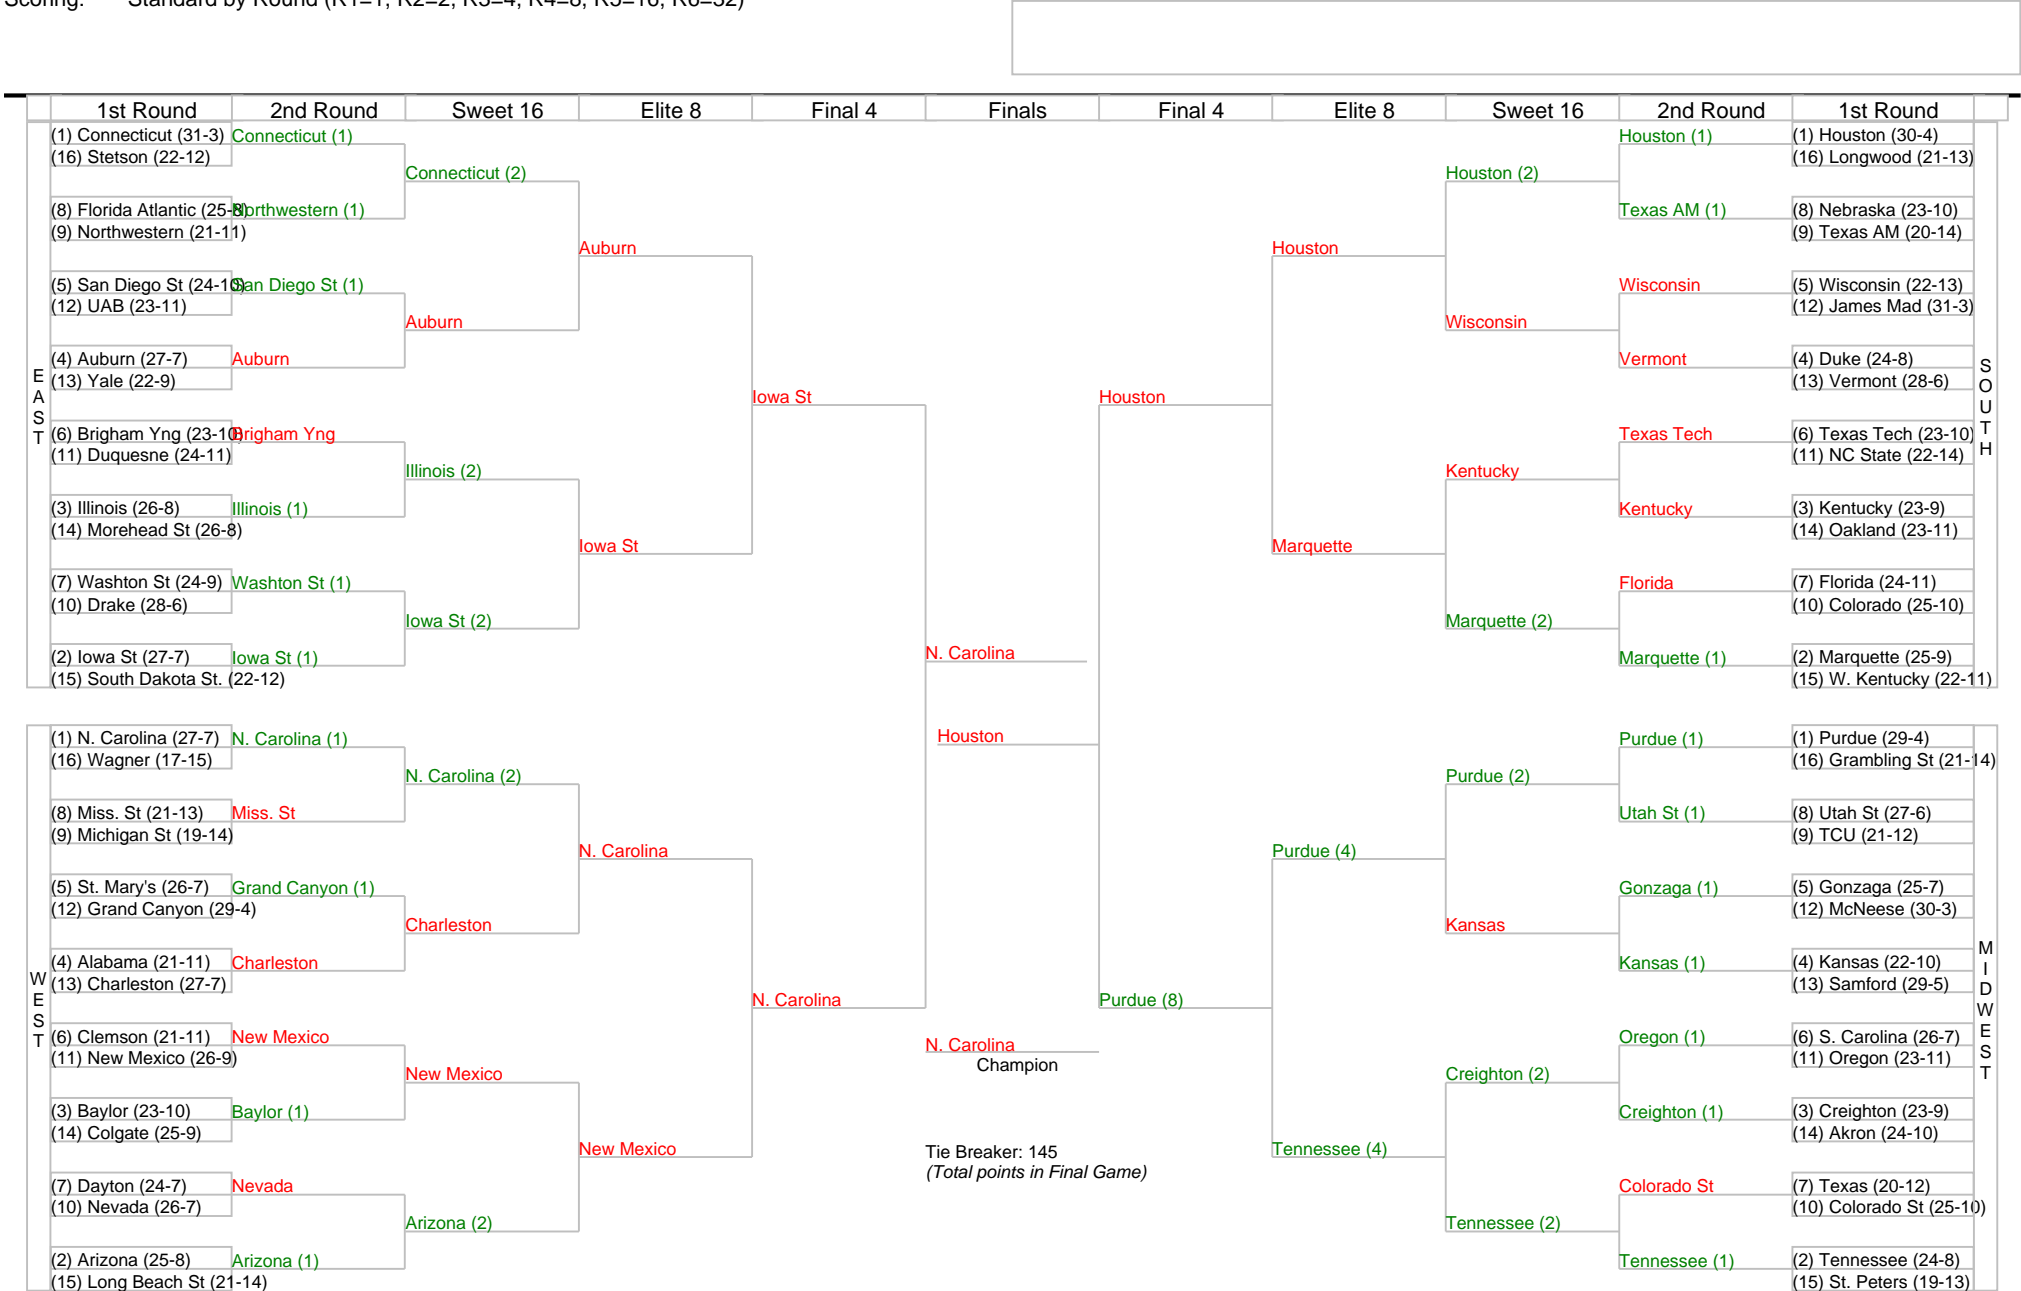 Scoring: Standard by Round (R1=1, R2=2, R3=4, R4=8, R5=16, R6=32)
1st Round 2nd Round Sweet 16 Elite 8 Final 4 Finals Final 4 Elite 8 Sweet 16 2nd Round 1st Round
EAST
(1) Connecticut (31-3)
(16) Stetson (22-12)
(8) Florida Atlantic (25-8)
(9) Northwestern (21-11)
(5) San Diego St (24-10)
(12) UAB (23-11)
(4) Auburn (27-7)
(13) Yale (22-9)
(6) Brigham Yng (23-10)
(11) Duquesne (24-11)
(3) Illinois (26-8)
(14) Morehead St (26-8)
(7) Washton St (24-9)
(10) Drake (28-6)
(2) Iowa St (27-7)
(15) South Dakota St. (22-12)
Connecticut (1)
Northwestern (1)
San Diego St (1)
Auburn
Brigham Yng
Illinois (1)
Washton St (1)
Iowa St (1)
Connecticut (2)
Auburn
Illinois (2)
Iowa St (2)
Auburn
Iowa St
Iowa St
WEST
(1) N. Carolina (27-7)
(16) Wagner (17-15)
(8) Miss. St (21-13)
(9) Michigan St (19-14)
(5) St. Mary's (26-7)
(12) Grand Canyon (29-4)
(4) Alabama (21-11)
(13) Charleston (27-7)
(6) Clemson (21-11)
(11) New Mexico (26-9)
(3) Baylor (23-10)
(14) Colgate (25-9)
(7) Dayton (24-7)
(10) Nevada (26-7)
(2) Arizona (25-8)
(15) Long Beach St (21-14)
N. Carolina (1)
Miss. St
Grand Canyon (1)
Charleston
New Mexico
Baylor (1)
Nevada
Arizona (1)
N. Carolina (2)
Charleston
New Mexico
Arizona (2)
N. Carolina
New Mexico
N. Carolina
N. Carolina
Houston
N. Carolina
Champion
Tie Breaker: 145
(Total points in Final Game)
Houston
Purdue (8)
Houston
Marquette
Houston (2)
Wisconsin
Kentucky
Marquette (2)
Houston (1)
Texas AM (1)
Wisconsin
Vermont
Texas Tech
Kentucky
Florida
Marquette (1)
(1) Houston (30-4)
(16) Longwood (21-13)
(8) Nebraska (23-10)
(9) Texas AM (20-14)
(5) Wisconsin (22-13)
(12) James Mad (31-3)
(4) Duke (24-8)
(13) Vermont (28-6)
(6) Texas Tech (23-10)
(11) NC State (22-14)
(3) Kentucky (23-9)
(14) Oakland (23-11)
(7) Florida (24-11)
(10) Colorado (25-10)
(2) Marquette (25-9)
(15) W. Kentucky (22-11)
SOUTH
Purdue (4)
Tennessee (4)
Purdue (2)
Kansas
Creighton (2)
Tennessee (2)
Purdue (1)
Utah St (1)
Gonzaga (1)
Kansas (1)
Oregon (1)
Creighton (1)
Colorado St
Tennessee (1)
(1) Purdue (29-4)
(16) Grambling St (21-14)
(8) Utah St (27-6)
(9) TCU (21-12)
(5) Gonzaga (25-7)
(12) McNeese (30-3)
(4) Kansas (22-10)
(13) Samford (29-5)
(6) S. Carolina (26-7)
(11) Oregon (23-11)
(3) Creighton (23-9)
(14) Akron (24-10)
(7) Texas (20-12)
(10) Colorado St (25-10)
(2) Tennessee (24-8)
(15) St. Peters (19-13)
MIDWEST